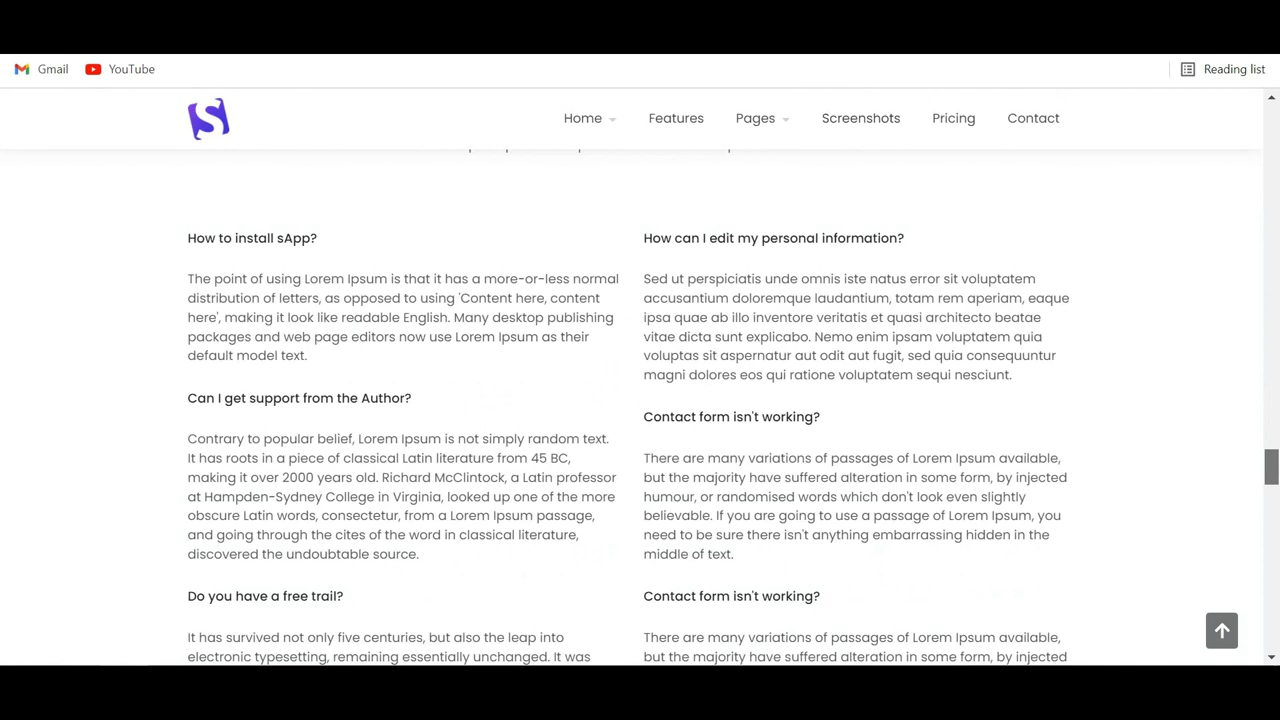 Gmail
YouTube
Reading list
Home
Features
Pages
Screenshots
Pricing
Contact
How to install sApp?
The point of using Lorem Ipsum is that it has a more-or-less normal
distribution of letters, as opposed to using 'Content here, content
here', making it look like readable English. Many desktop publishing
packages and web page editors now use Lorem Ipsum as their
default model text.
Can I get support from the Author?
Contrary to popular belief, Lorem Ipsum is not simply random text.
It has roots in a piece of classical Latin literature from 45 BC,
making it over 2000 years old. Richard McClintock, a Latin professor
at Hampden-Sydney College in Virginia, looked up one of the more
obscure Latin words, consectetur, from a Lorem Ipsum passage,
and going through the cites of the word in classical literature,
discovered the undoubtable source.
Do you have a free trail?
It has survived not only five centuries, but also the leap into
electronic typesetting, remaining essentially unchanged. It was
How can I edit my personal information?
Sed ut perspiciatis unde omnis iste natus error sit voluptatem
accusantium doloremque laudantium, totam rem aperiam, eaque
ipsa quae ab illo inventore veritatis et quasi architecto beatae
vitae dicta sunt explicabo. Nemo enim ipsam voluptatem quia
voluptas sit aspernatur aut odit aut fugit, sed quia consequuntur
magni dolores eos qui ratione voluptatem sequi nesciunt.
Contact form isn't working?
There are many variations of passages of Lorem Ipsum available,
but the majority have suffered alteration in some form, by injected
humour, or randomised words which don't look even slightly
believable. If you are going to use a passage of Lorem Ipsum, you
need to be sure there isn't anything embarrassing hidden in the
middle of text.
Contact form isn't working?
There are many variations of passages of Lorem Ipsum available,
but the majority have suffered alteration in some form, by injected